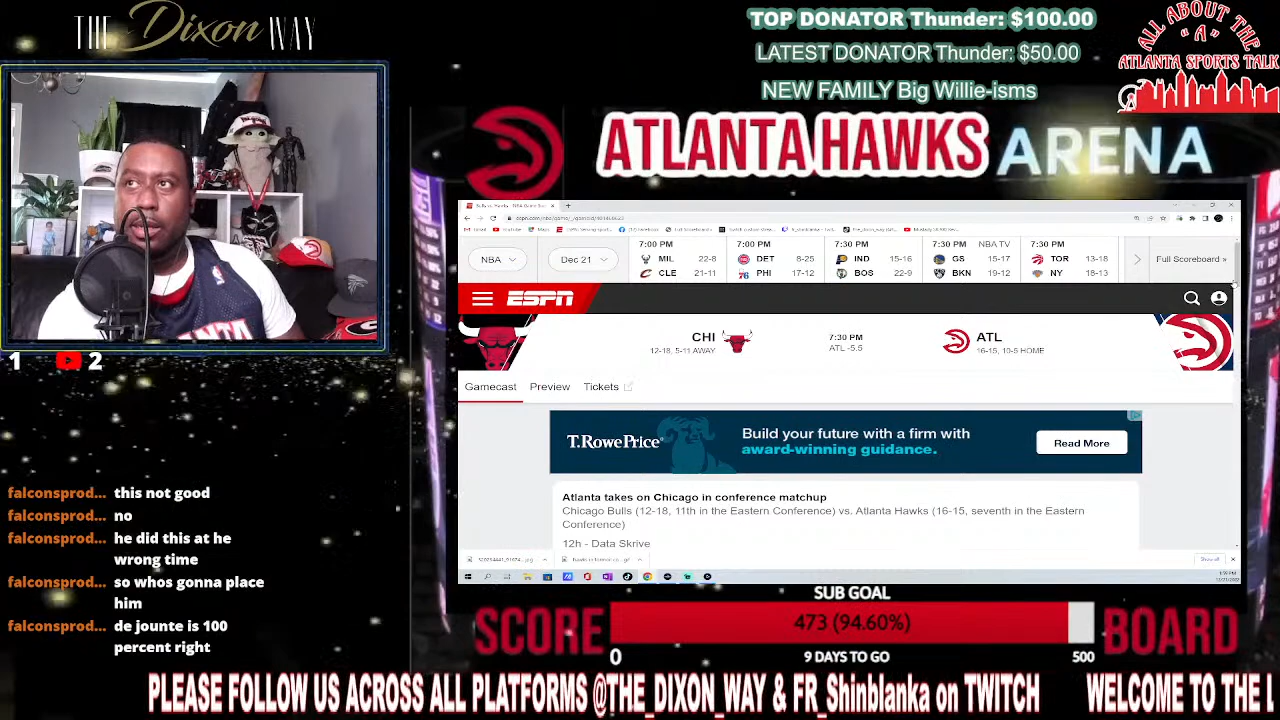 THE Dixon WAY
TOP DONATOR Thunder: $100.00
LATEST DONATOR Thunder: $50.00
NEW FAMILY Big Willie-isms
ALL ABOUT THE
"A"
ATLANTA SPORTS TALK
ATLANTA HAWKS ARENA
NBA
Dec 21
7:00 PM
MIL 22-8
CLE 21-11
7:00 PM
DET 8-25
PHI 17-12
7:30 PM
IND 15-16
BOS 22-9
7:30 PM NBA TV
GS 15-17
BKN 19-12
7:30 PM
TOR 13-18
NY 18-13
Full Scoreboard »
ESPN
CHI
12-18, 5-11 AWAY
7:30 PM
ATL -5.5
ATL
16-15, 10-5 HOME
Gamecast Preview Tickets
T.RowePrice
Build your future with a firm with
award-winning guidance.
Read More
Atlanta takes on Chicago in conference matchup
Chicago Bulls (12-18, 11th in the Eastern Conference) vs. Atlanta Hawks (16-15, seventh in the Eastern
Conference)
12h - Data Skrive
Show all
1 2
falconsprod... this not good
falconsprod... no
falconsprod... he did this at he
wrong time
falconsprod... so whos gonna place
him
falconsprod... de jounte is 100
percent right
SUB GOAL
SCORE 473 (94.60%) BOARD
0 9 DAYS TO GO 500
PLEASE FOLLOW US ACROSS ALL PLATFORMS @THE_DIXON_WAY & FR_Shinblanka on TWITCH WELCOME TO THE